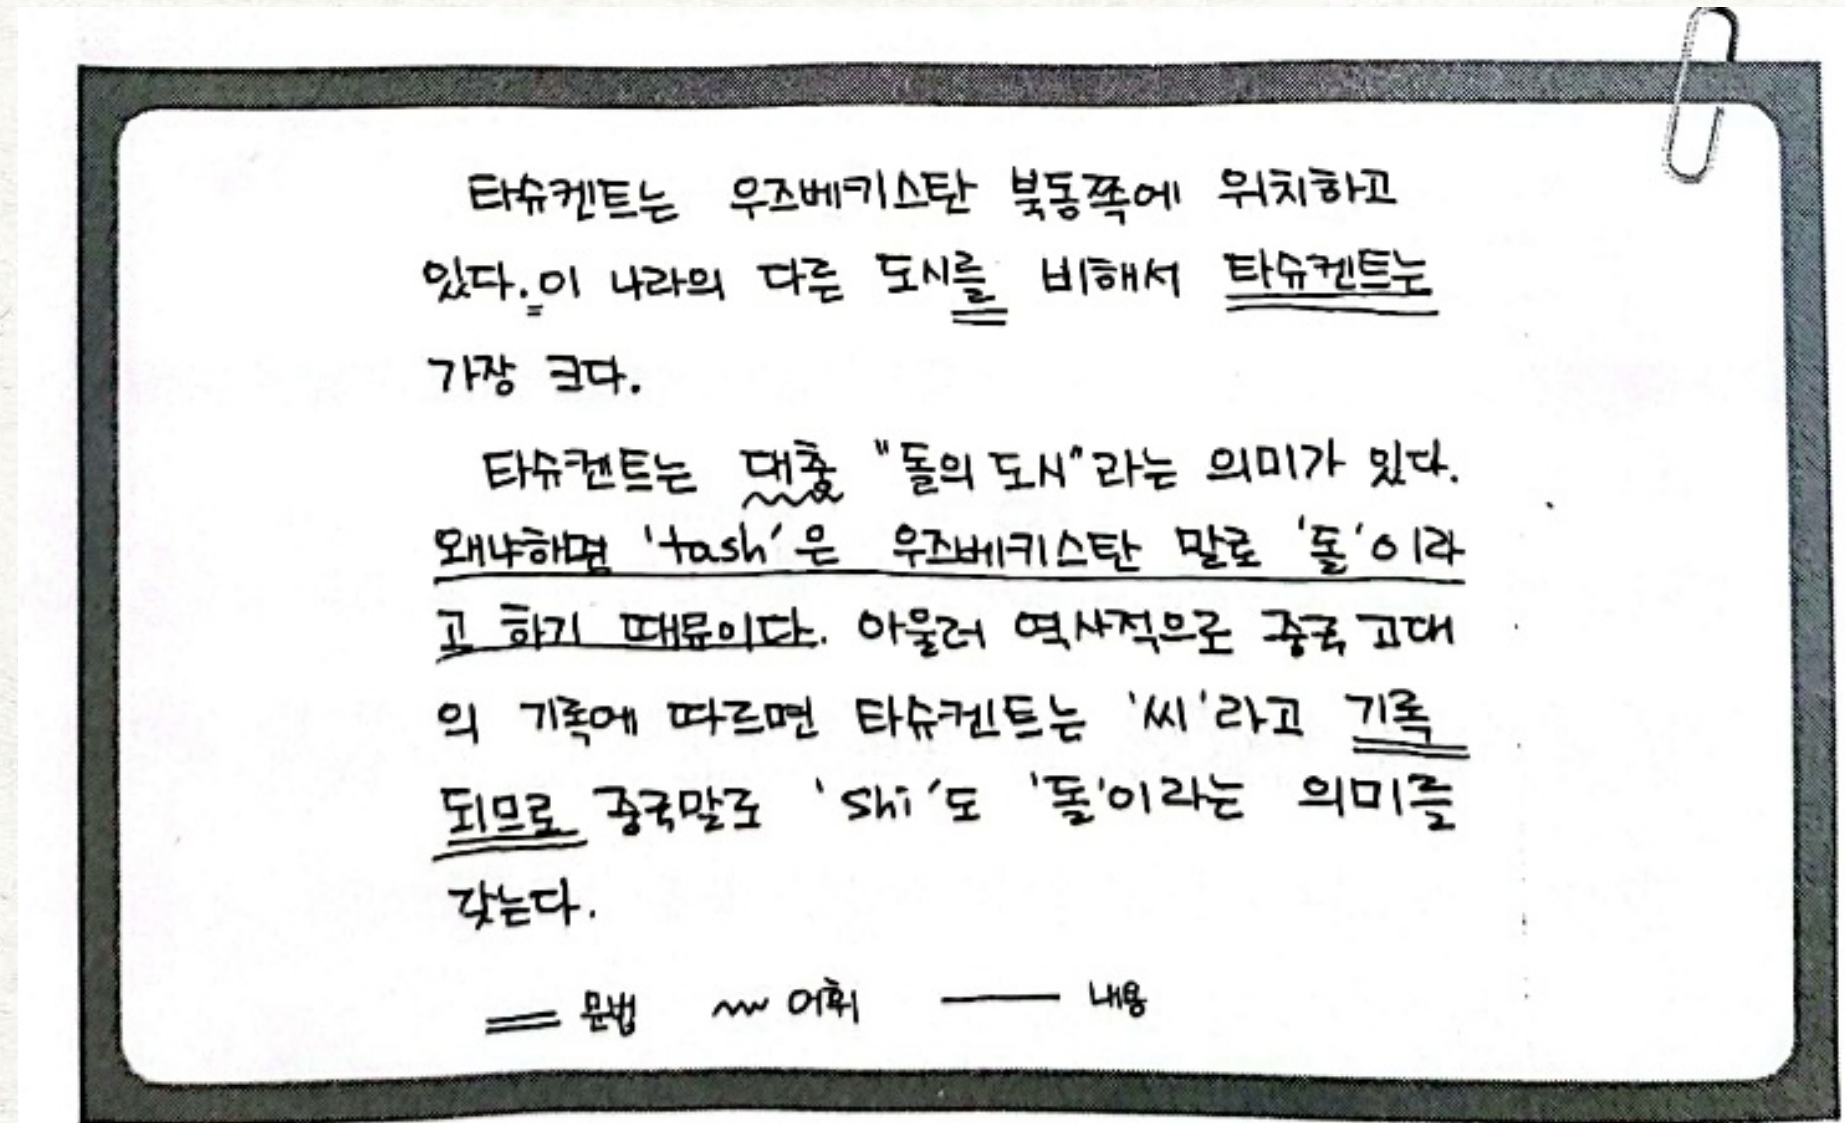 타슈켄트는 우즈베키스탄 북동쪽에 위치하고
있다. 이 나라의 다른 도시를 비해서 타슈켄트는
가장 크다.
타슈켄트는 대충 "돌의 도시"라는 의미가 있다.
왜냐하면 'tash'은 우즈베키스탄 말로 '돌'이라
고 하기 때문이다. 아울러 역사적으로 중국 고대
의 기록에 따르면 타슈켄트는 '씨'라고 기록
되므로 중국말로 'shi'도 '돌'이라는 의미를
갖는다.
문법 어휘 내용